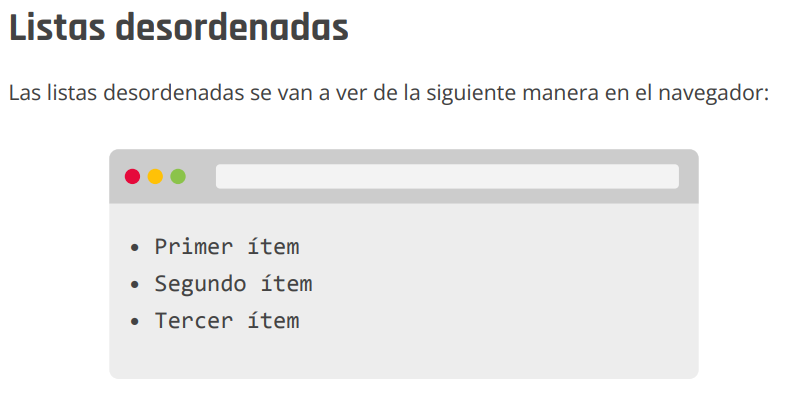 Listas desordenadas
Las listas desordenadas se van a ver de la siguiente manera en el navegador:
• Primer ítem
• Segundo ítem
• Tercer ítem